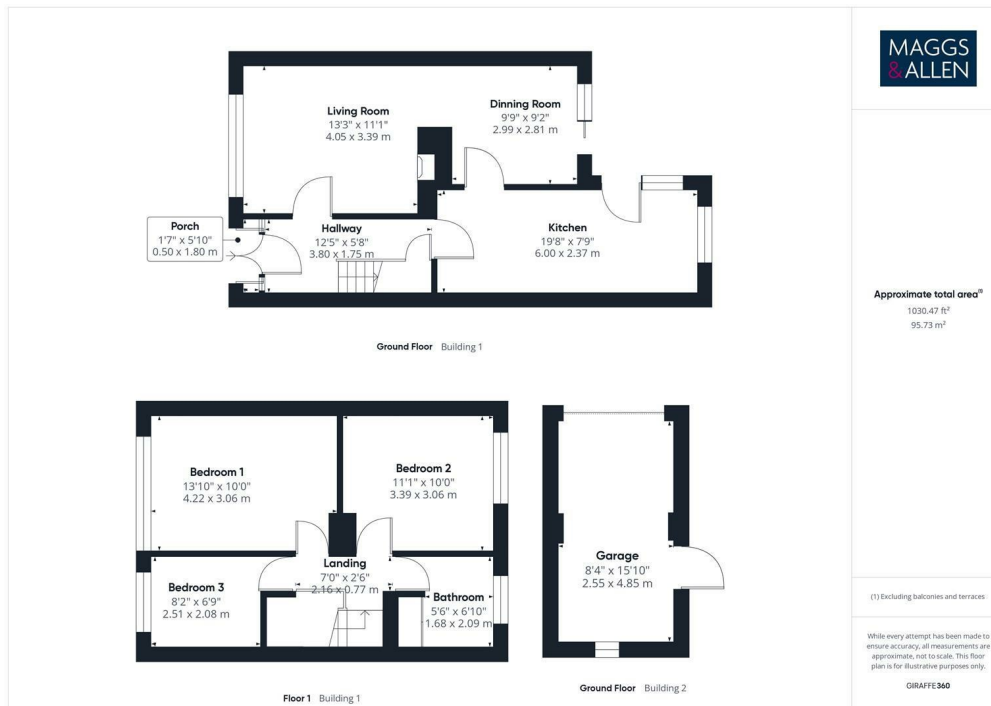 MAGGS
&ALLEN
Living Room
13'3" x 11'1"
4.05 x 3.39 m
Dinning Room
9'9" x 9'2"
2.99 x 2.81 m
Porch
1'7" x 5'10"
0.50 x 1.80 m
Hallway
12'5" x 5'8"
3.80 x 1.75 m
Kitchen
19'8" x 7'9"
6.00 x 2.37 m
Ground Floor Building 1
Approximate total area(1)
1030.47 ft²
95.73 m²
Bedroom 1
13'10" x 10'0"
4.22 x 3.06 m
Bedroom 2
11'1" x 10'0"
3.39 x 3.06 m
Landing
7'0" x 2'6"
2.16 x 0.77 m
Bedroom 3
8'2" x 6'9"
2.51 x 2.08 m
Bathroom
5'6" x 6'10"
1.68 x 2.09 m
Floor 1 Building 1
Garage
8'4" x 15'10"
2.55 x 4.85 m
Ground Floor Building 2
(1) Excluding balconies and terraces
While every attempt has been made to
ensure accuracy, all measurements are
approximate, not to scale. This floor
plan is for illustrative purposes only.
GIRAFFE360